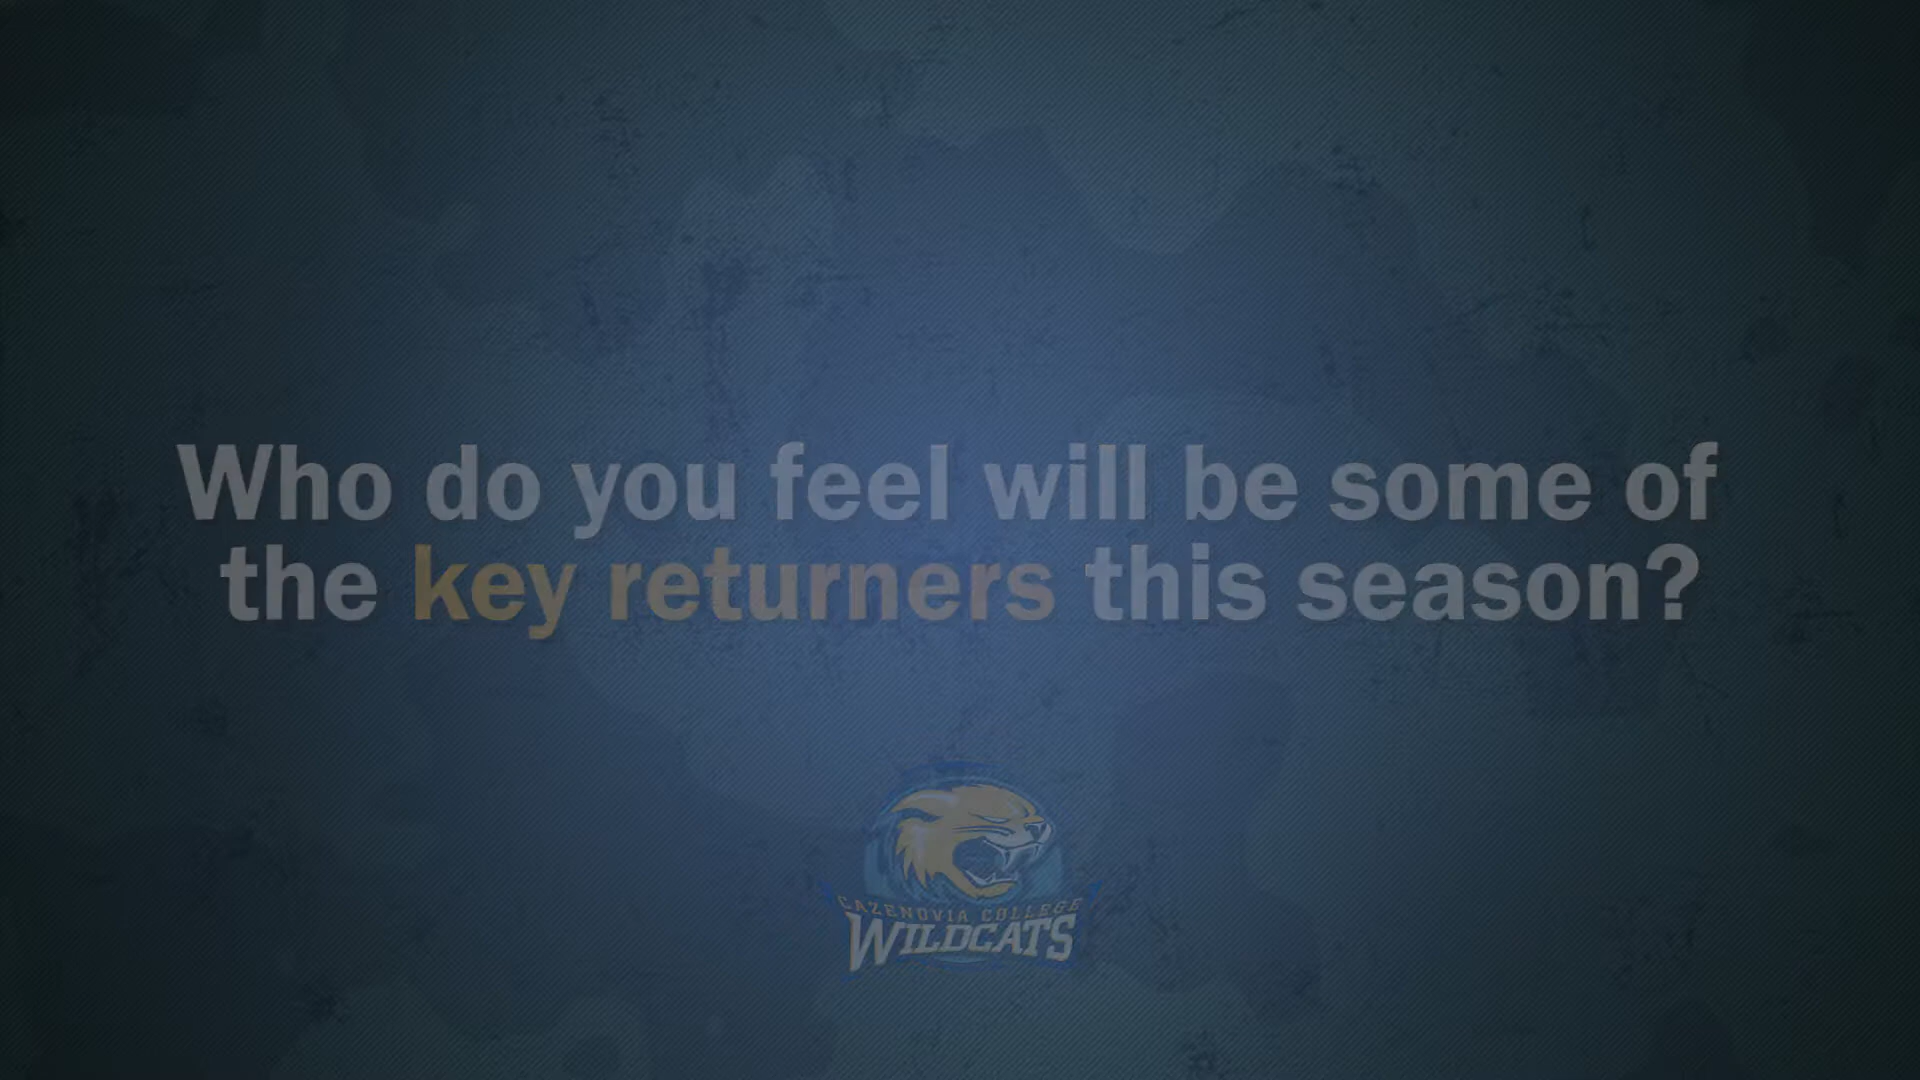 Who do you feel will be some of
the key returners this season?
CAZENOVIA COLLEGE
WILDCATS